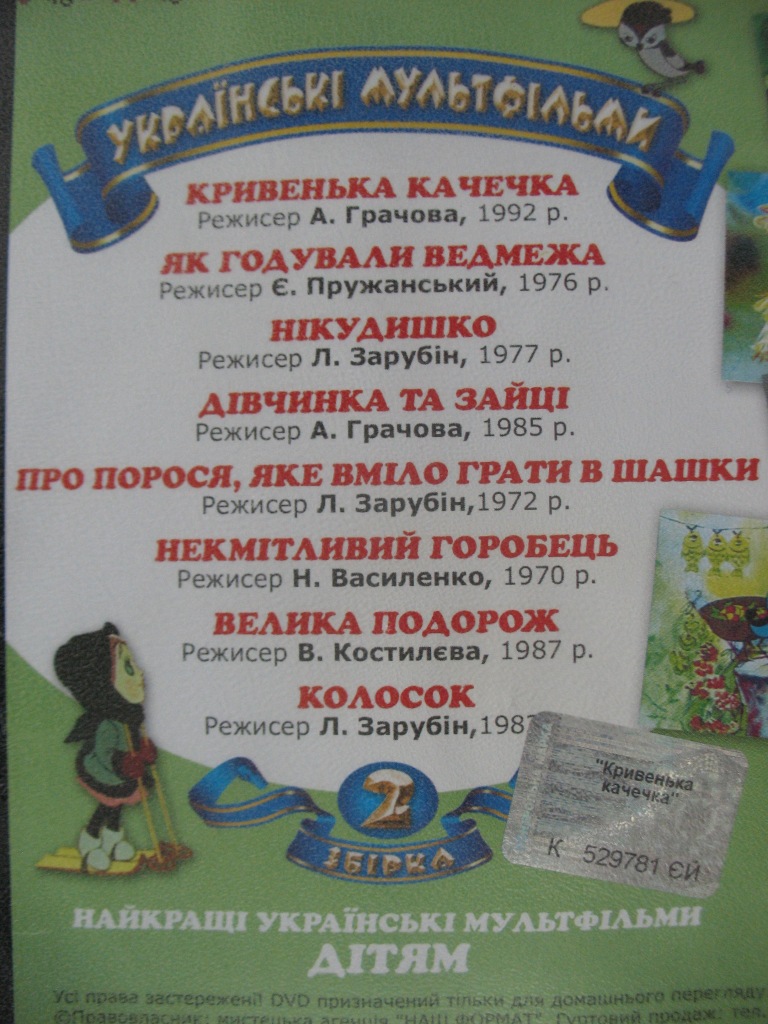 УКРАЇНСЬКІ МУЛЬТФІЛЬМИ
КРИВЕНЬКА КАЧЕЧКА
Режисер А. Грачова, 1992 р.
ЯК ГОДУВАЛИ ВЕДМЕЖА
Режисер Є. Пружанський, 1976 р.
НІКУДИШКО
Режисер Л. Зарубін, 1977 р.
ДІВЧИНКА ТА ЗАЙЦІ
Режисер А. Грачова, 1985 р.
ПРО ПОРОСЯ, ЯКЕ ВМІЛО ГРАТИ В ШАШКИ
Режисер Л. Зарубін,1972 р.
НЕКМІТЛИВИЙ ГОРОБЕЦЬ
Режисер Н. Василенко, 1970 р.
ВЕЛИКА ПОДОРОЖ
Режисер В. Костилєва, 1987 р.
КОЛОСОК
Режисер Л. Зарубін,
"Кривенька
качечка"
К 529781 ЄЙ
2
ЗБІРКА
НАЙКРАЩІ УКРАЇНСЬКІ МУЛЬТФІЛЬМИ
ДІТЯМ
Усі права застережені! DVD призначений тільки для домашнього перегляду
©Правовласник: мистецька агенція "НАШ ФОРМАТ". Гуртовий продаж: тел.